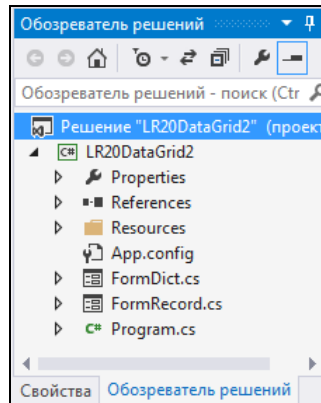 Обозреватель решений
Обозреватель решений - поиск (Ctr
Решение "LR20DataGrid2" (проект
C# LR20DataGrid2
Properties
References
Resources
App.config
FormDict.cs
FormRecord.cs
C# Program.cs
Свойства Обозреватель решений